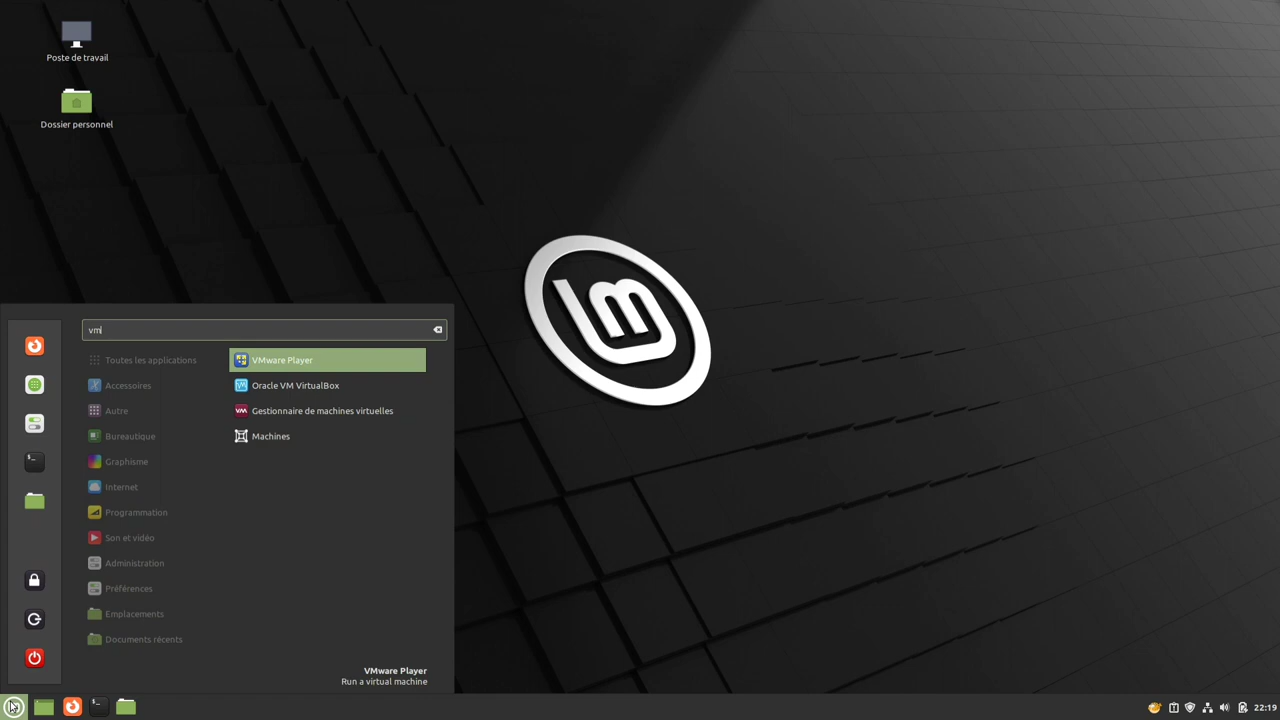 Poste de travail
Dossier personnel
vm
Toutes les applications
Accessoires
Autre
Bureautique
Graphisme
Internet
Programmation
Son et vidéo
Administration
Préférences
Emplacements
Documents récents
VMware Player
Oracle VM VirtualBox
Gestionnaire de machines virtuelles
Machines
VMware Player
Run a virtual machine
22:19